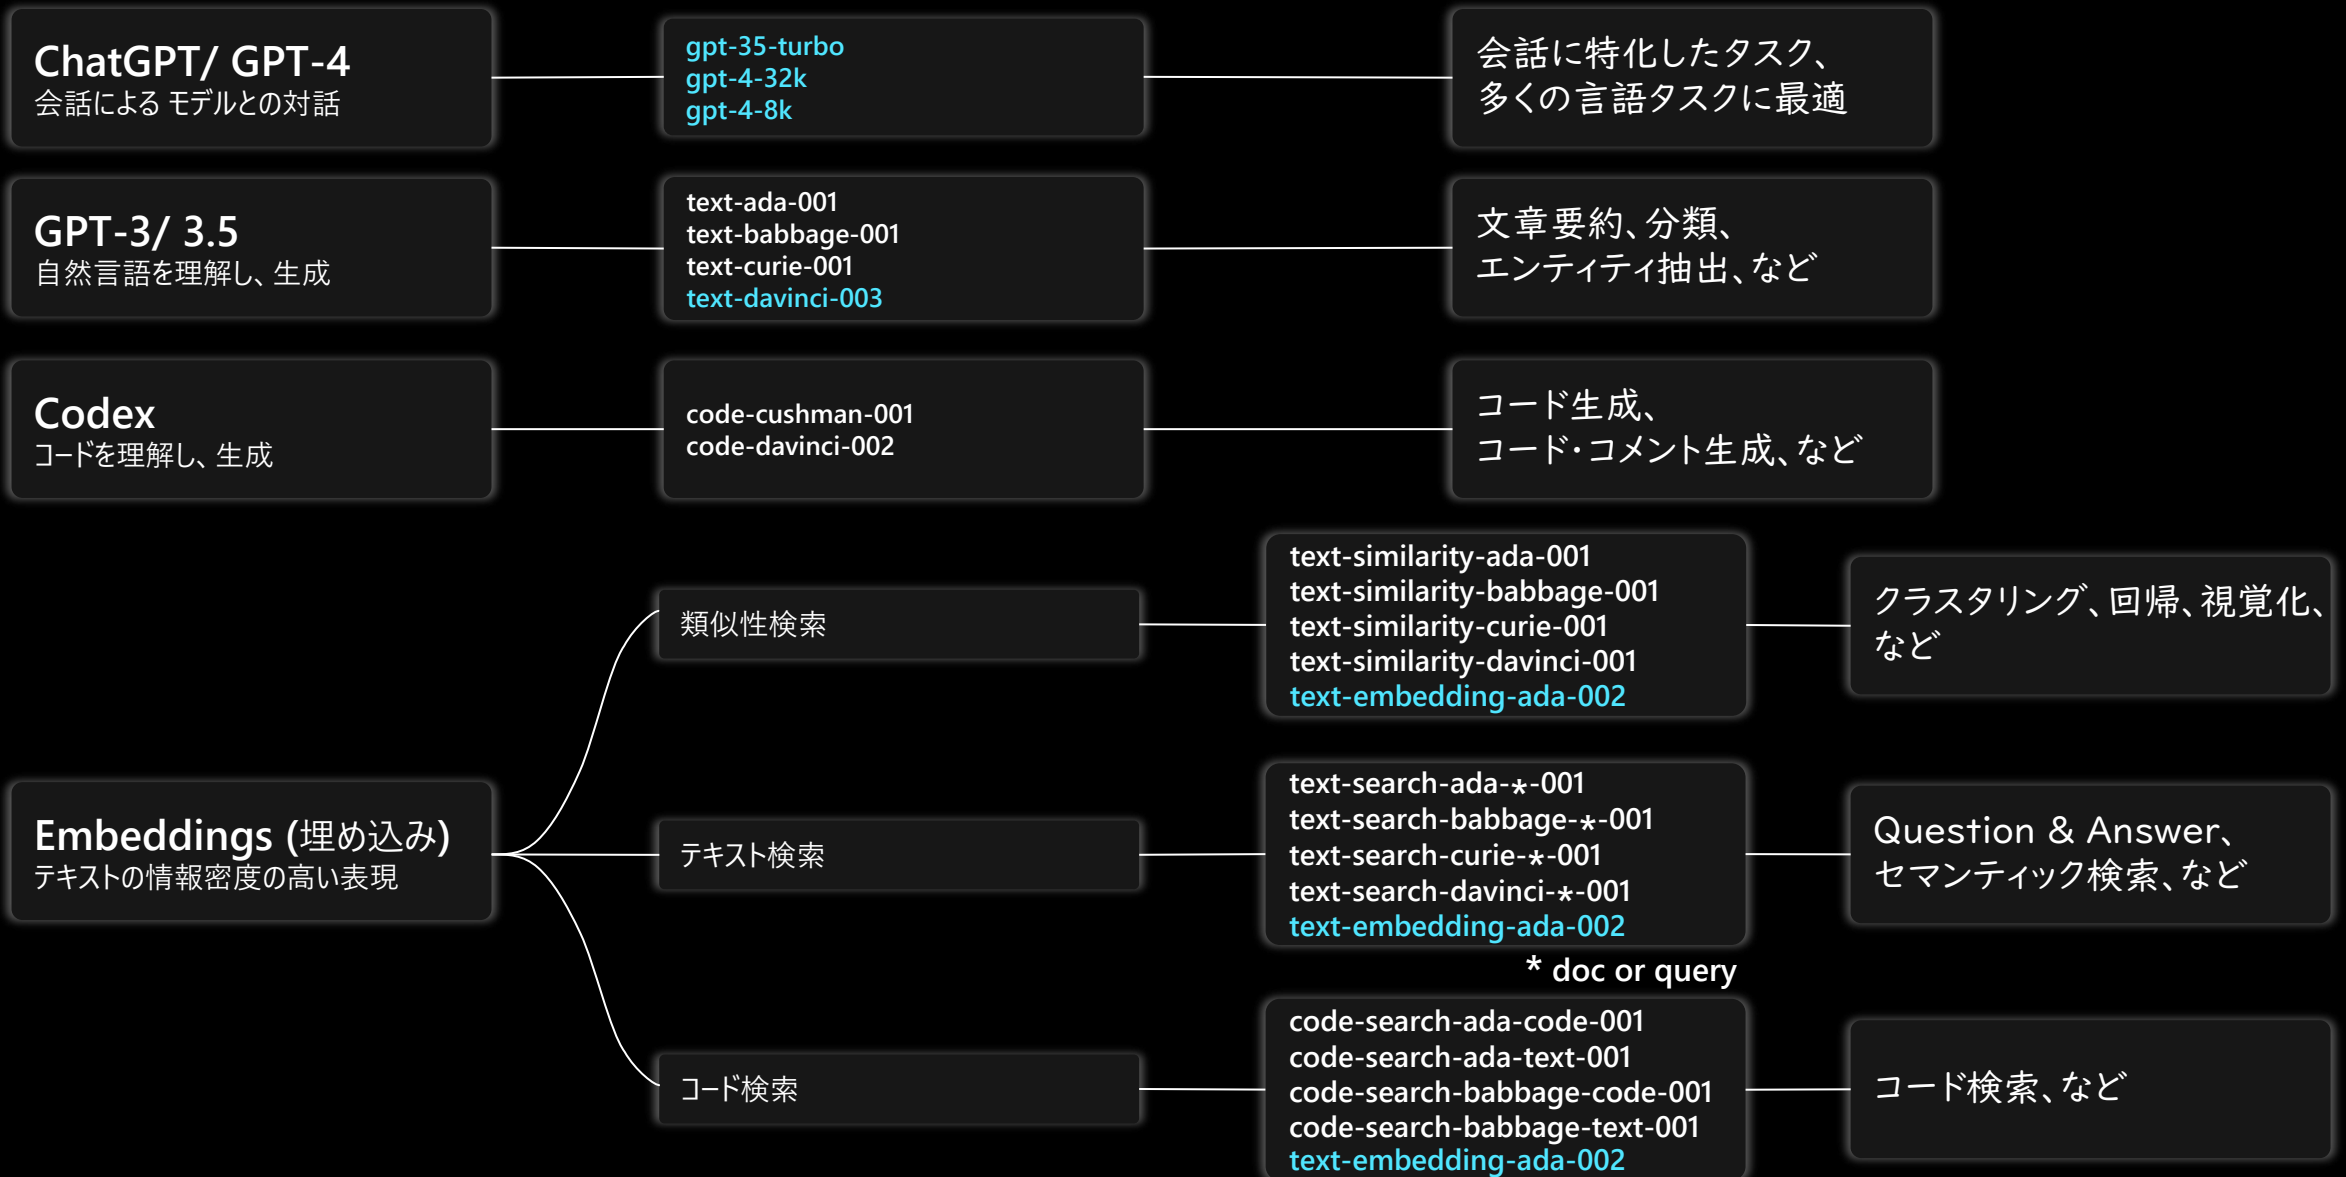 ChatGPT/ GPT-4
会話による モデルとの対話
gpt-35-turbo
gpt-4-32k
gpt-4-8k
会話に特化したタスク、
多くの言語タスクに最適
GPT-3/ 3.5
自然言語を理解し、生成
text-ada-001
text-babbage-001
text-curie-001
text-davinci-003
文章要約、分類、
エンティティ抽出、など
Codex
コードを理解し、生成
code-cushman-001
code-davinci-002
コード生成、
コード・コメント生成、など
Embeddings (埋め込み)
テキストの情報密度の高い表現
類似性検索
text-similarity-ada-001
text-similarity-babbage-001
text-similarity-curie-001
text-similarity-davinci-001
text-embedding-ada-002
クラスタリング、回帰、視覚化、
など
テキスト検索
text-search-ada-*-001
text-search-babbage-*-001
text-search-curie-*-001
text-search-davinci-*-001
text-embedding-ada-002
* doc or query
Question & Answer、
セマンティック検索、など
コード検索
code-search-ada-code-001
code-search-ada-text-001
code-search-babbage-code-001
code-search-babbage-text-001
text-embedding-ada-002
コード検索、など